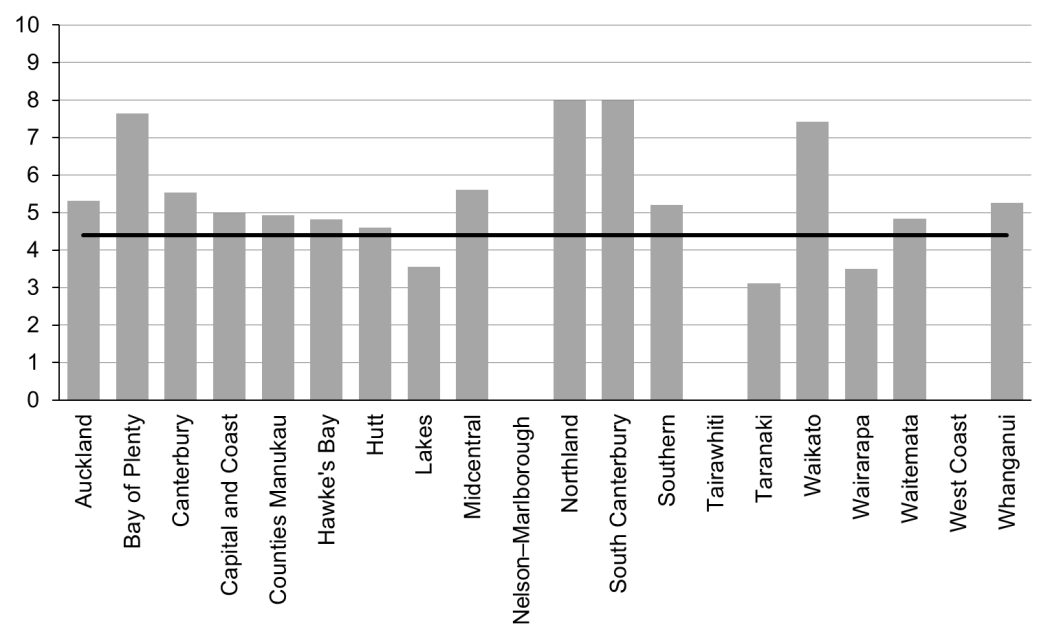 10
9
8
7
6
5
4
3
2
1
0
Auckland
Bay of Plenty
Canterbury
Capital and Coast
Counties Manukau
Hawke's Bay
Hutt
Lakes
Midcentral
Nelson–Marlborough
Northland
South Canterbury
Southern
Tairawhiti
Taranaki
Waikato
Wairarapa
Waitemata
West Coast
Whanganui